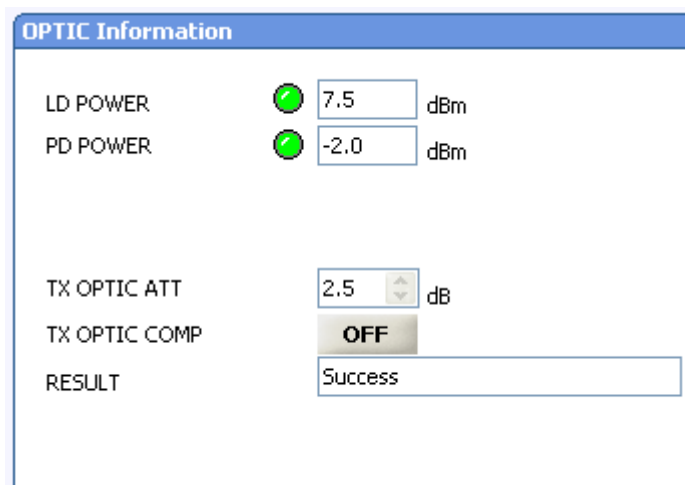 OPTIC Information
LD POWER 7.5 dBm
PD POWER -2.0 dBm
TX OPTIC ATT 2.5 dB
TX OPTIC COMP OFF
RESULT Success